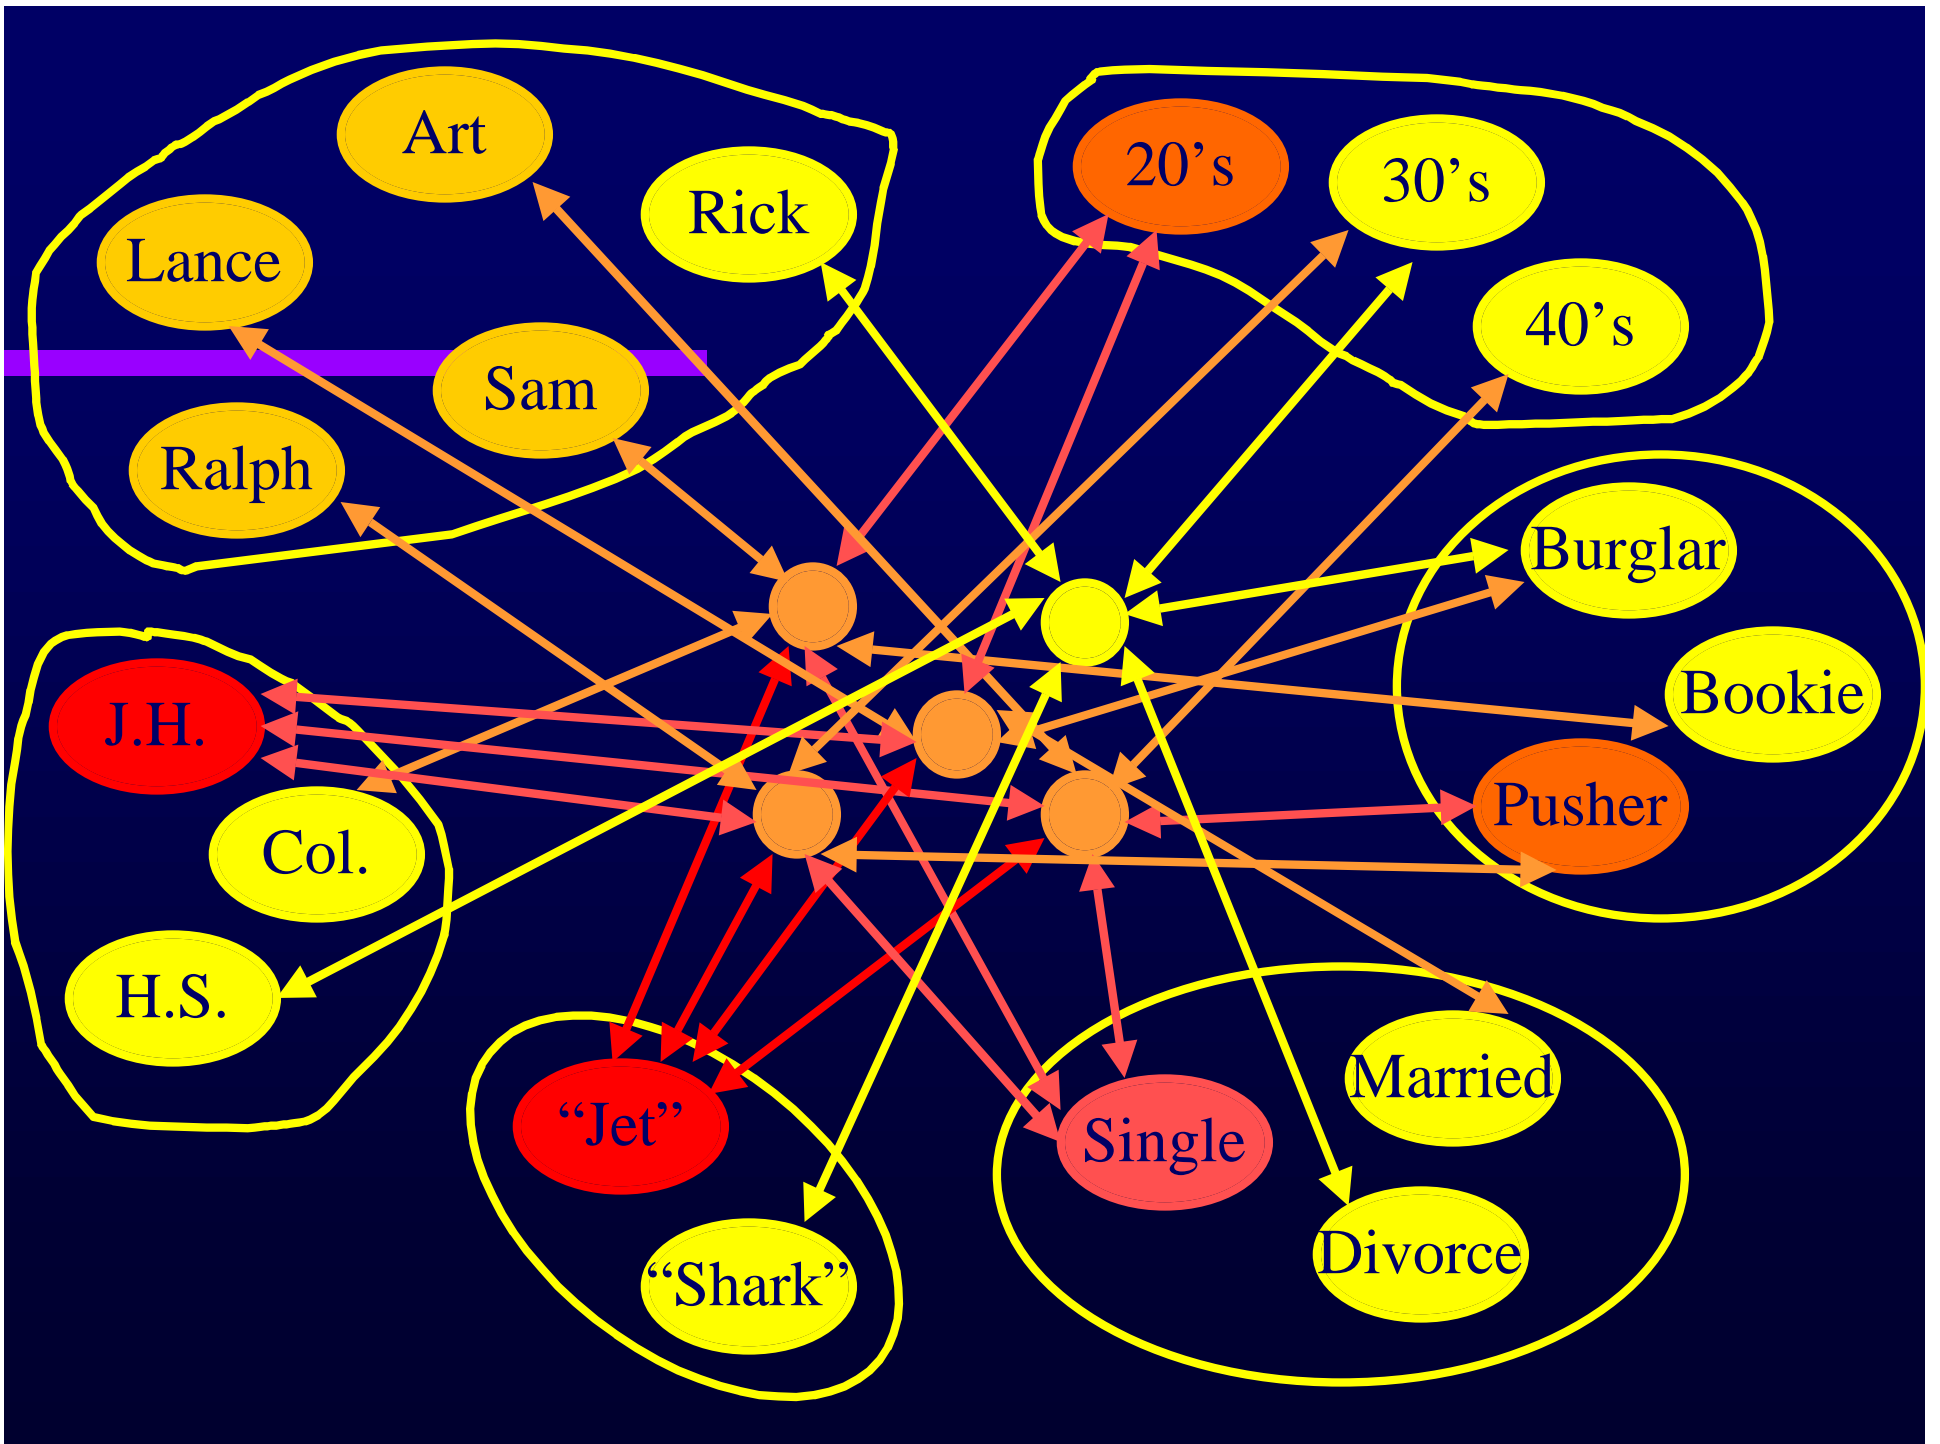 Art
Rick
Lance
Sam
Ralph
20’s
30’s
40’s
Burglar
Bookie
Pusher
J.H.
Col.
H.S.
“Jet”
“Shark”
Single
Married
Divorce